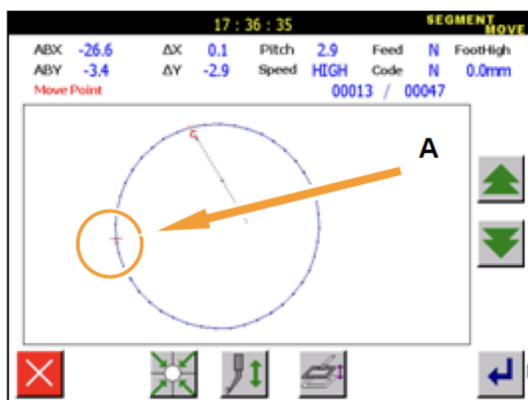 17 : 36 : 35 SEGMENT MOVE
ABX -26.6 ΔX 0.1 Pitch 2.9 Feed N FootHigh
ABY -3.4 ΔY -2.9 Speed HIGH Code N 0.0mm
Move Point 00013 / 00047
A